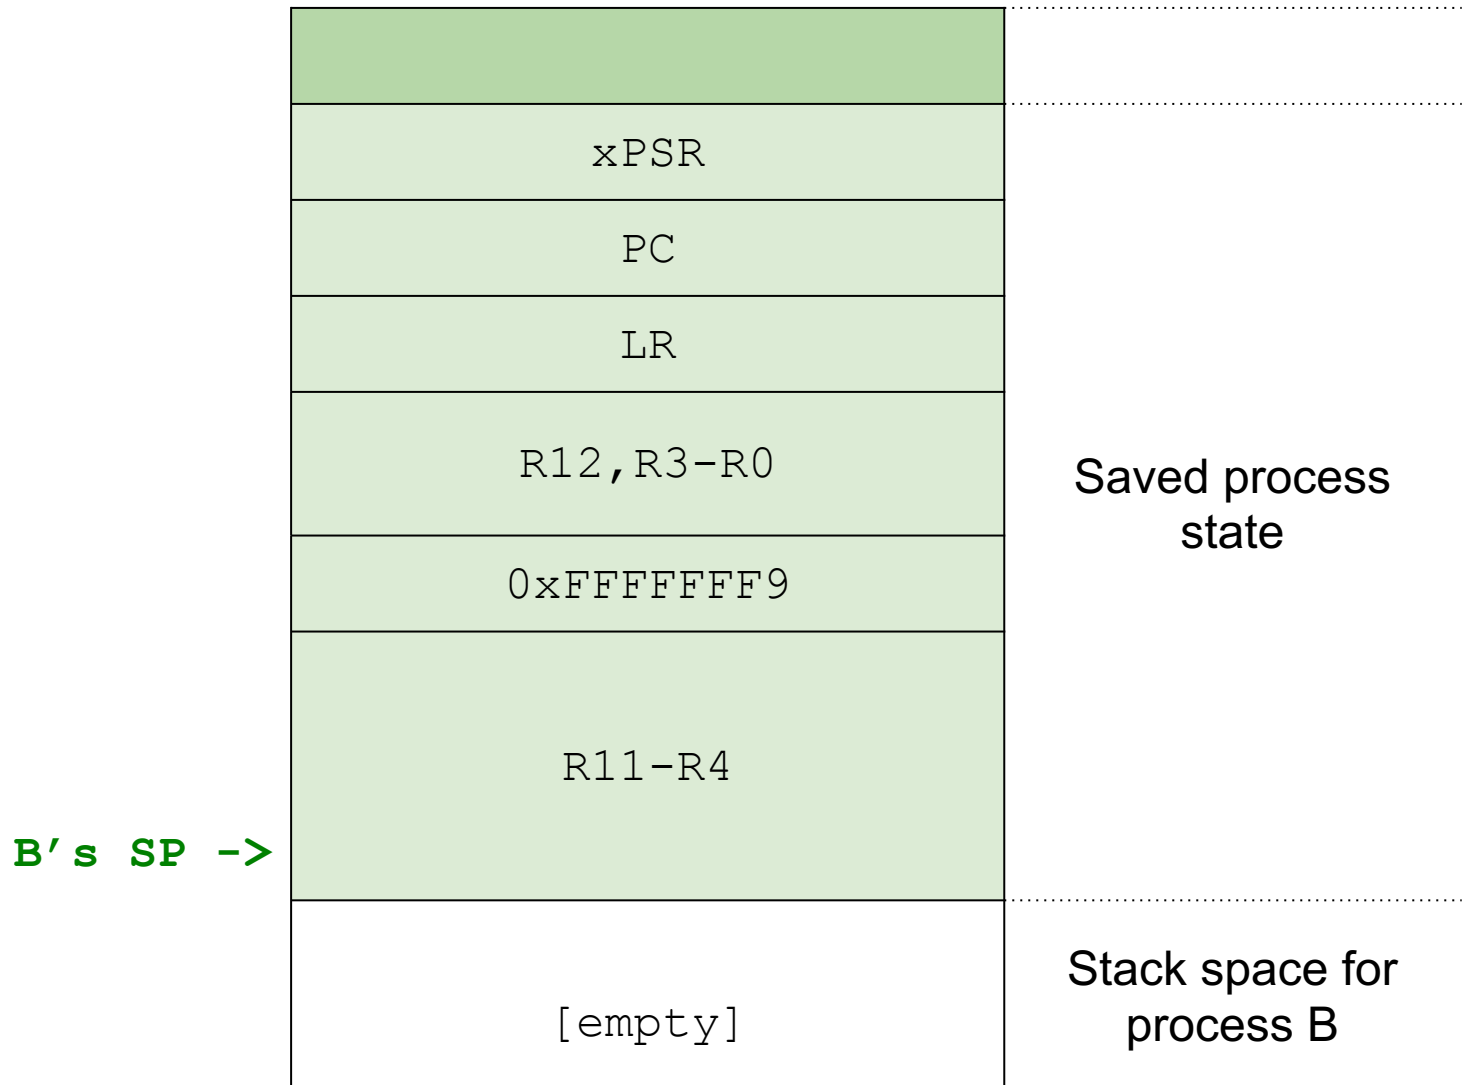 xPSR
PC
LR
R12,R3-R0
Saved process
state
0xFFFFFFF9
R11-R4
B’s SP ->
Stack space for
process B
[empty]